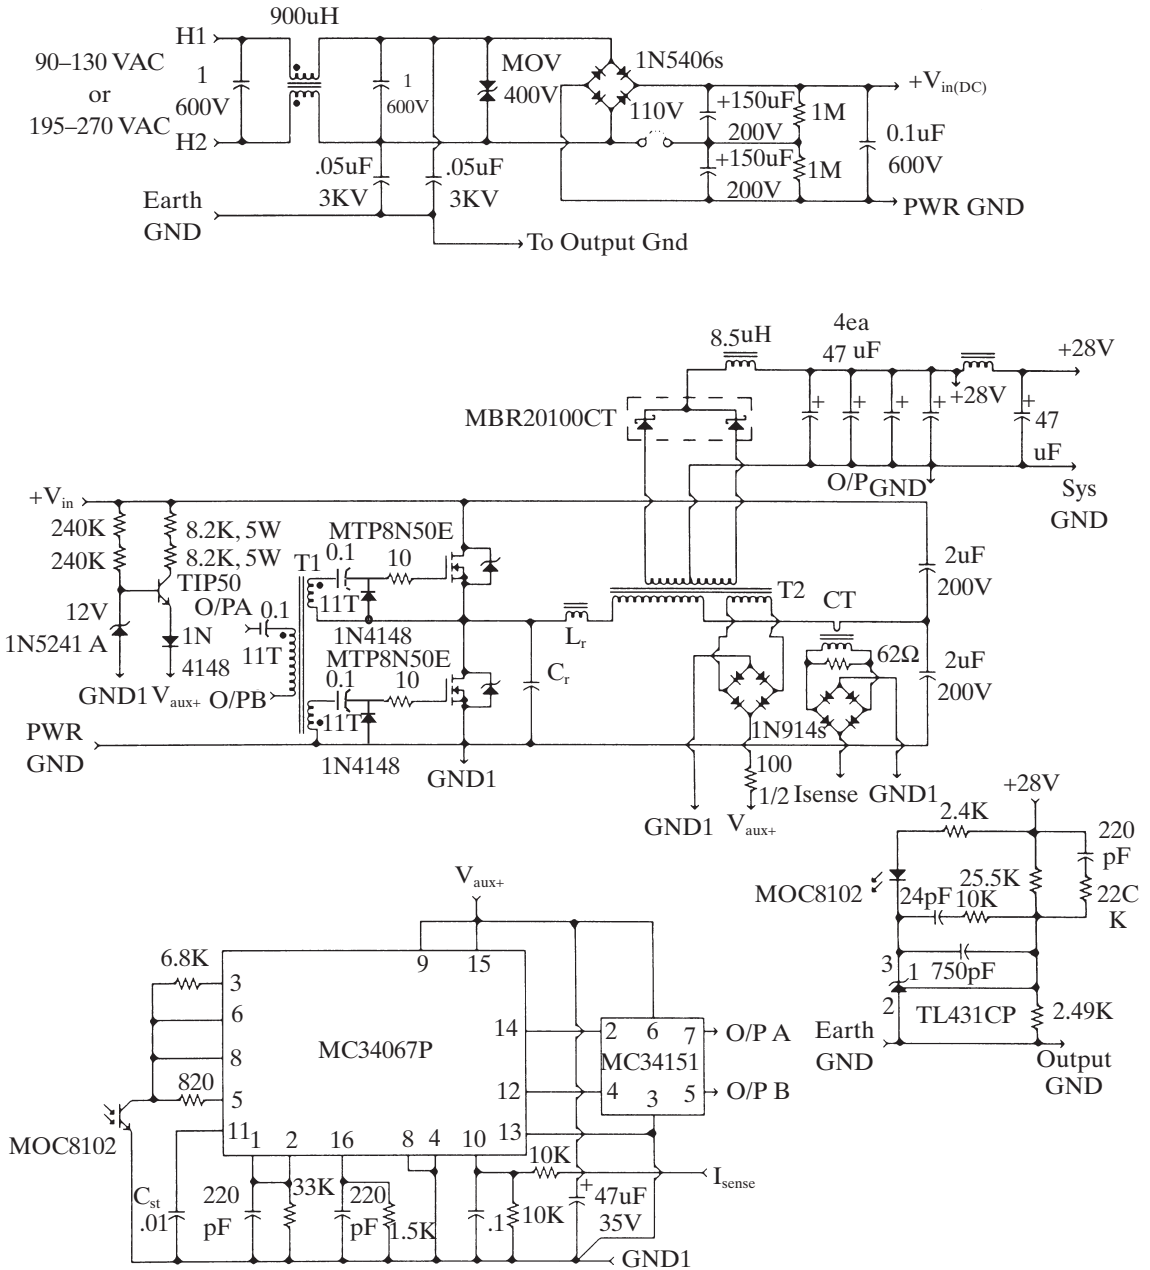 900uH
H1
90–130 VAC
or
195–270 VAC
1
600V
H2
1
600V
MOV
400V
1N5406s
110V
+Vin(DC)
+150uF
200V
1M
+150uF
200V
1M
0.1uF
600V
.05uF
3KV
.05uF
3KV
Earth
GND
PWR GND
To Output Gnd
8.5uH
4ea
47 uF
+28V
+28V
MBR20100CT
+
+
+
+
+
47
uF
O/P GND
Sys
GND
+Vin
240K
240K
8.2K, 5W
8.2K, 5W
TIP50
12V
1N5241 A
1N
4148
GND1
Vaux+
O/PA
0.1
11T
O/PB
T1
0.1
11T
MTP8N50E
10
1N4148
MTP8N50E
0.1
11T
10
1N4148
PWR
GND
GND1
Lr
Cr
T2
CT
62Ω
2uF
200V
2uF
200V
1N914s
100
1/2
Isense
GND1
GND1
Vaux+
+28V
2.4K
220
pF
MOC8102
25.5K
22C
K
24pF
10K
3
1
750pF
2
TL431CP
2.49K
Earth
GND
Output
GND
Vaux+
6.8K
3
9
15
6
14
2
6
7
O/P A
MC34067P
MC34151
8
820
5
12
4
5
O/P B
3
MOC8102
11
1
2
16
8
4
10
13
10K
Isense
Cst
.01
220
pF
33K
220
pF
1.5K
.1
10K
+
47uF
35V
GND1